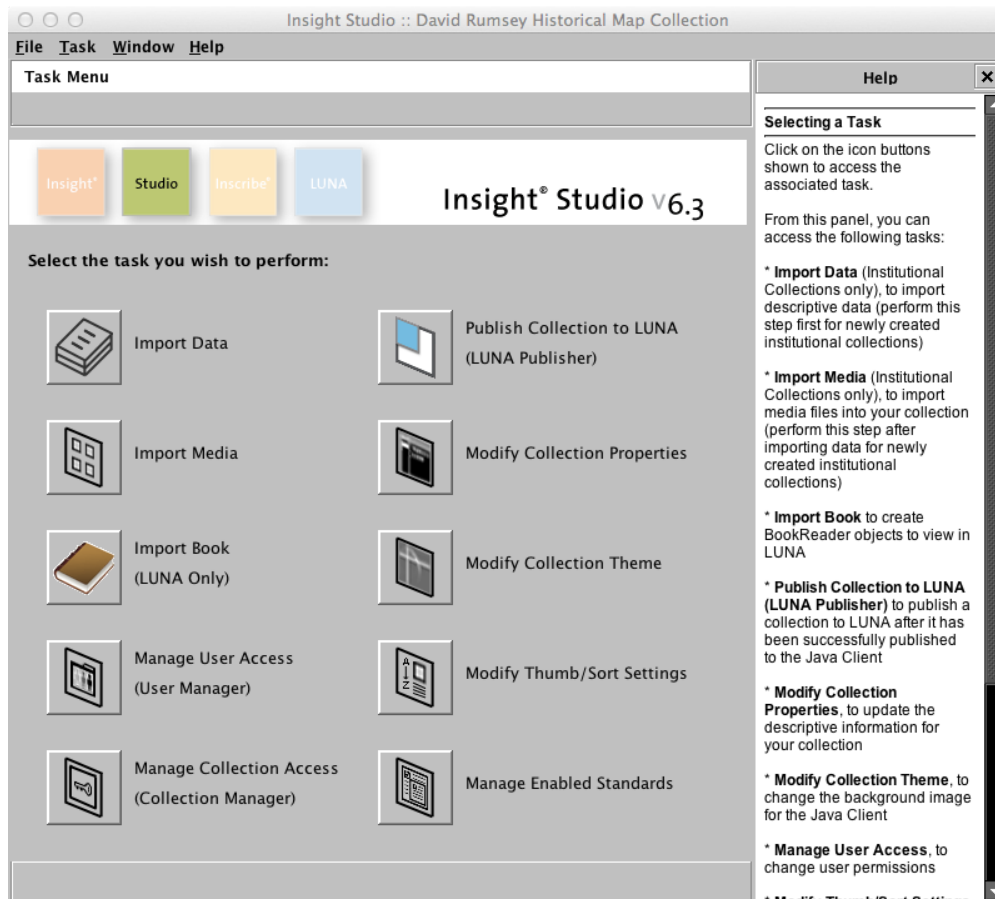 Insight Studio :: David Rumsey Historical Map Collection
File Task Window Help
Task Menu
Insight®
Studio
Inscribe®
LUNA
Insight® Studio v6.3
Select the task you wish to perform:
Import Data
Publish Collection to LUNA
(LUNA Publisher)
Import Media
Modify Collection Properties
Import Book
(LUNA Only)
Modify Collection Theme
Manage User Access
(User Manager)
Modify Thumb/Sort Settings
Manage Collection Access
(Collection Manager)
Manage Enabled Standards
Help
Selecting a Task
Click on the icon buttons
shown to access the
associated task.
From this panel, you can
access the following tasks:
* Import Data (Institutional
Collections only), to import
descriptive data (perform this
step first for newly created
institutional collections)
* Import Media (Institutional
Collections only), to import
media files into your collection
(perform this step after
importing data for newly
created institutional
collections)
* Import Book to create
BookReader objects to view in
LUNA
* Publish Collection to LUNA
(LUNA Publisher) to publish a
collection to LUNA after it has
been successfully published
to the Java Client
* Modify Collection
Properties, to update the
descriptive information for
your collection
* Modify Collection Theme, to
change the background image
for the Java Client
* Manage User Access, to
change user permissions
* Modify Thumb/Sort Settings